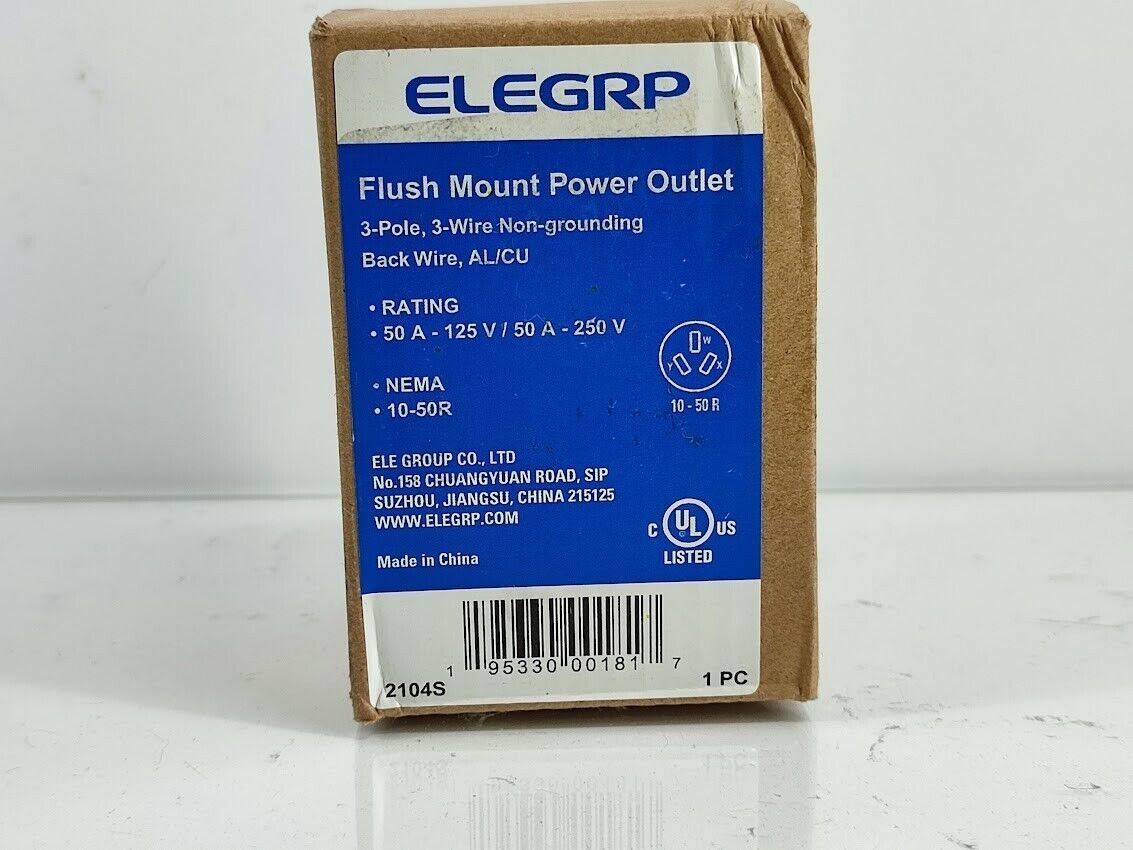 ELEGRP
Flush Mount Power Outlet
3-Pole, 3-Wire Non-grounding
Back Wire, AL/CU
• RATING
• 50 A - 125 V / 50 A - 250 V
• NEMA
• 10-50R
W
Y X
10 - 50 R
ELE GROUP CO., LTD
No.158 CHUANGYUAN ROAD, SIP
SUZHOU, JIANGSU, CHINA 215125
WWW.ELEGRP.COM
C UL US
LISTED
Made in China
1 95330 00181 7
2104S
1 PC